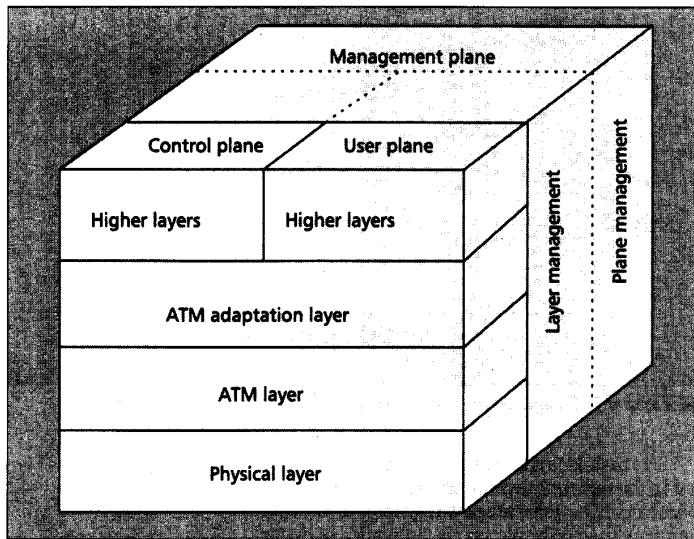 Management plane
Control plane
User plane
Higher layers
Higher layers
Layer management
Plane management
ATM adaptation layer
ATM layer
Physical layer